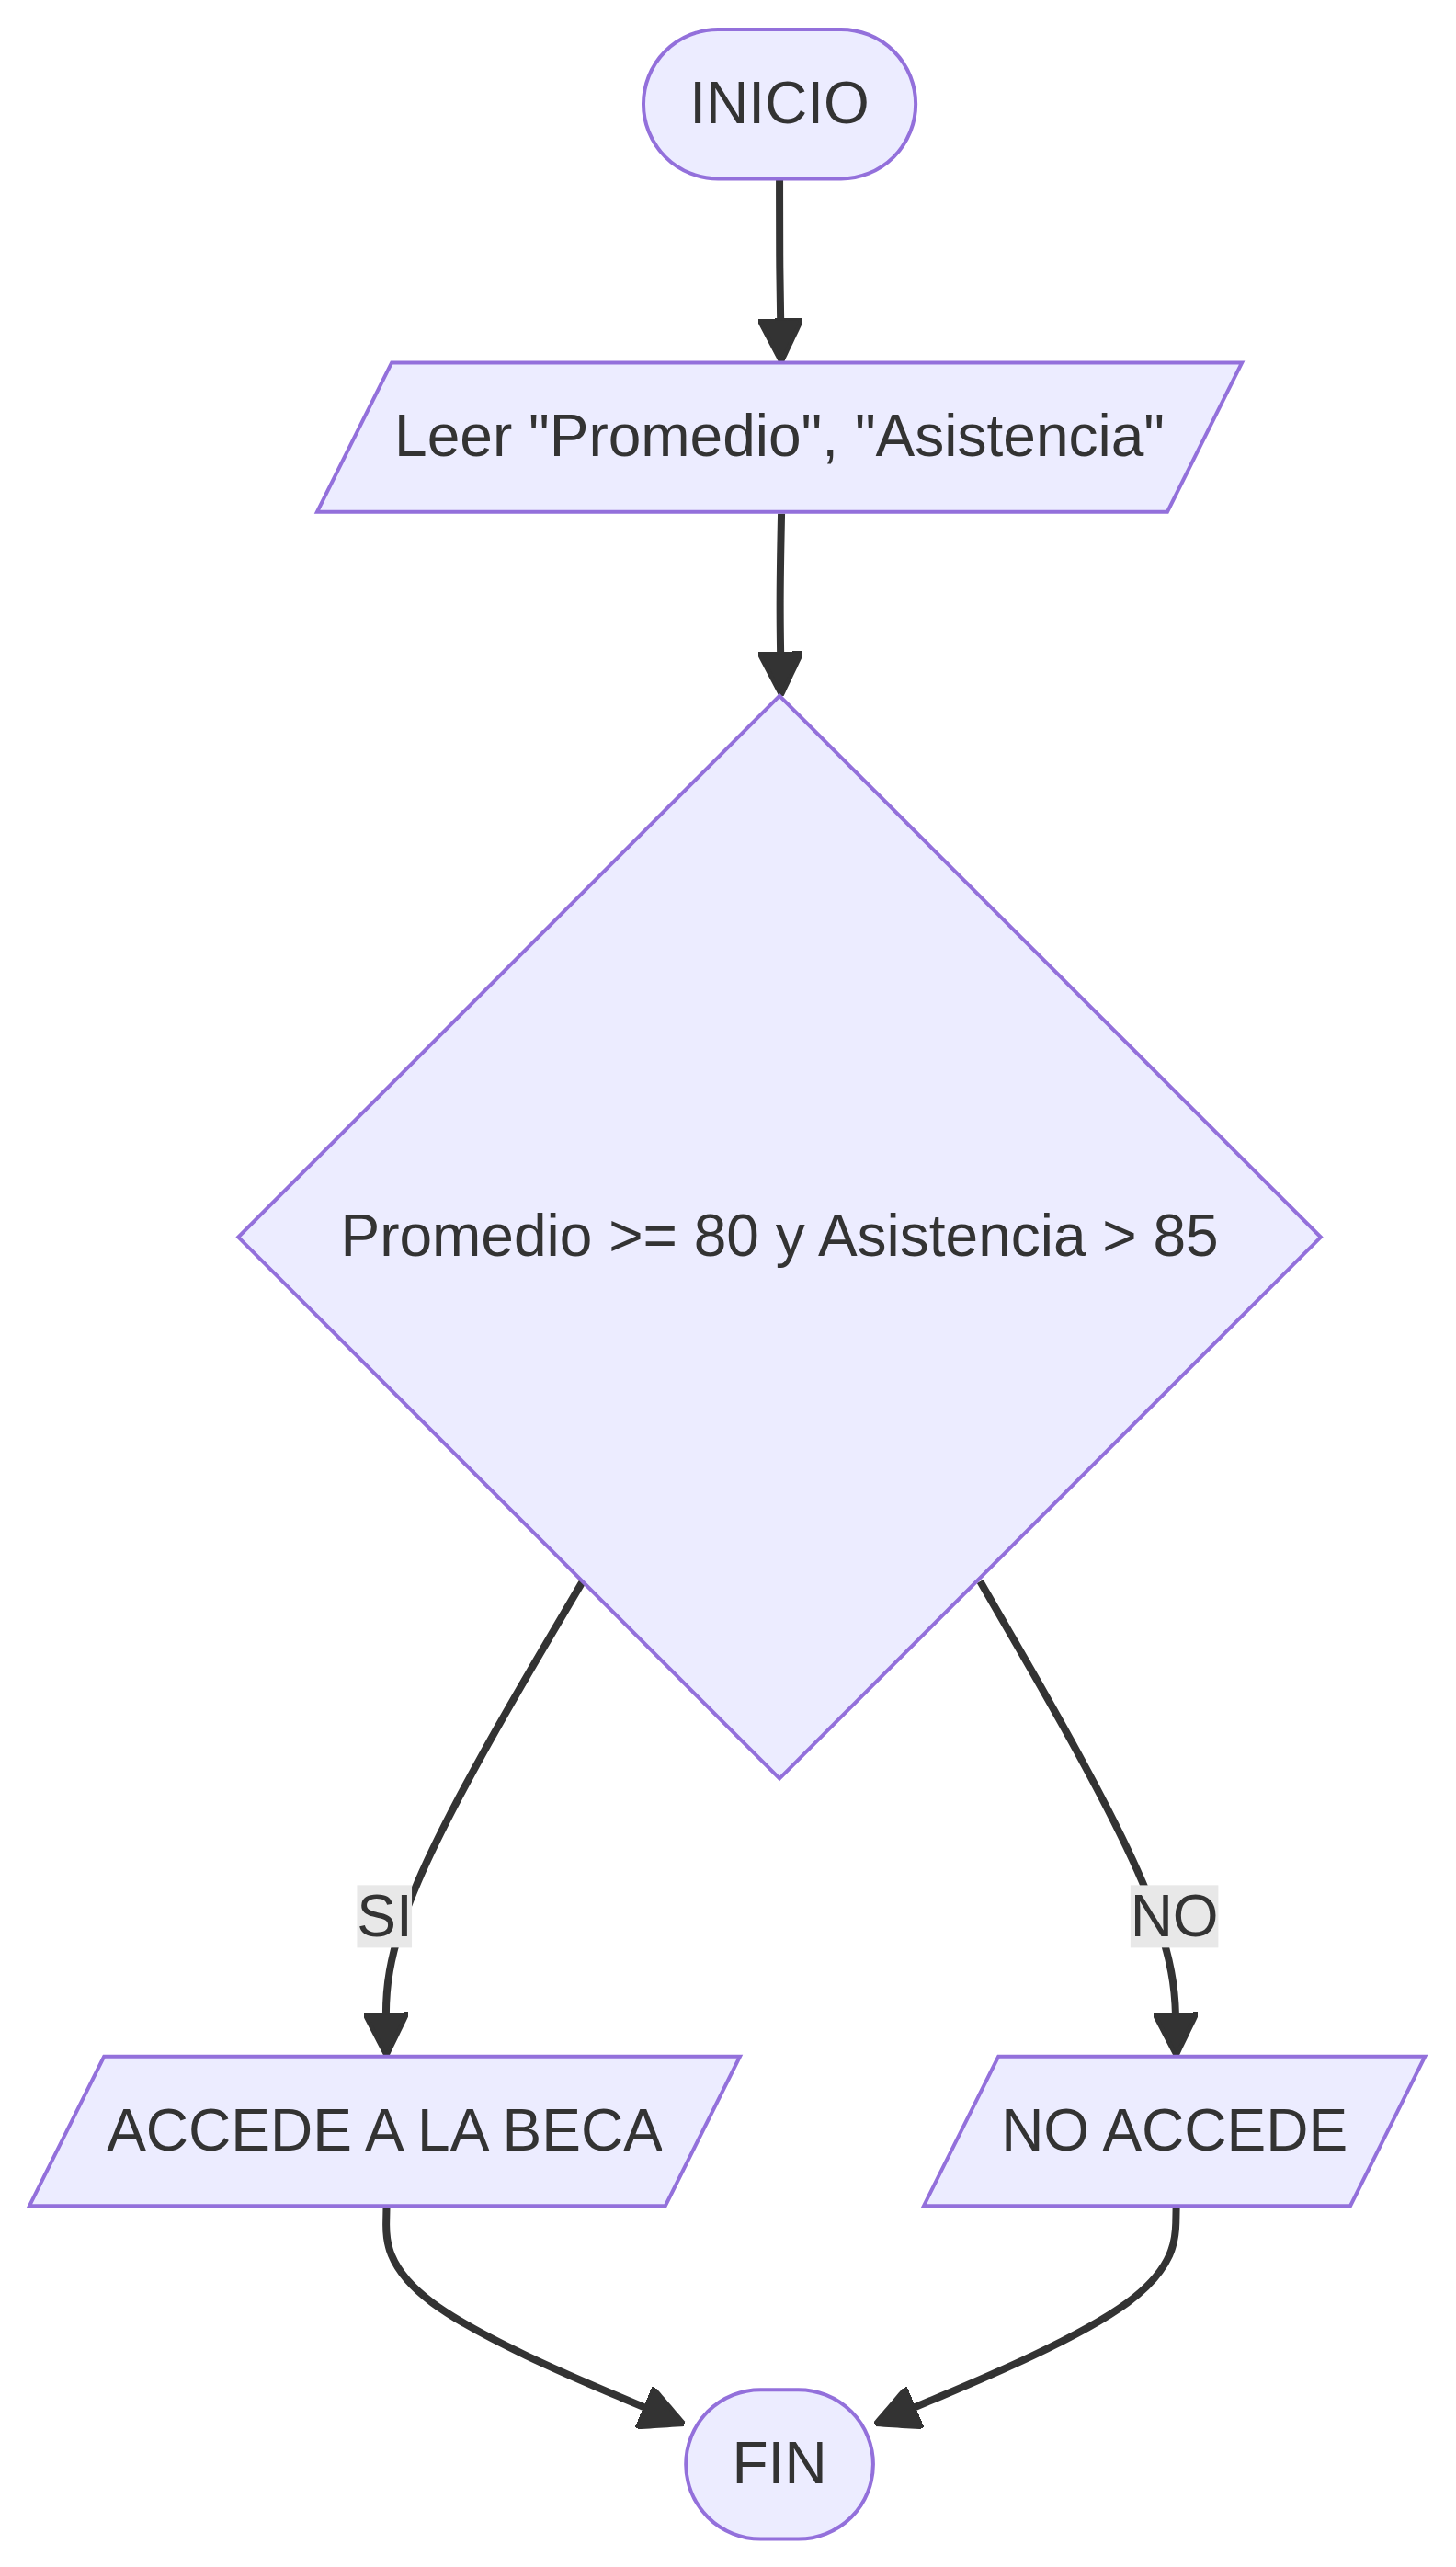 INICIO
Leer "Promedio", "Asistencia"
Promedio >= 80 y Asistencia > 85
SI
NO
ACCEDE A LA BECA
NO ACCEDE
FIN